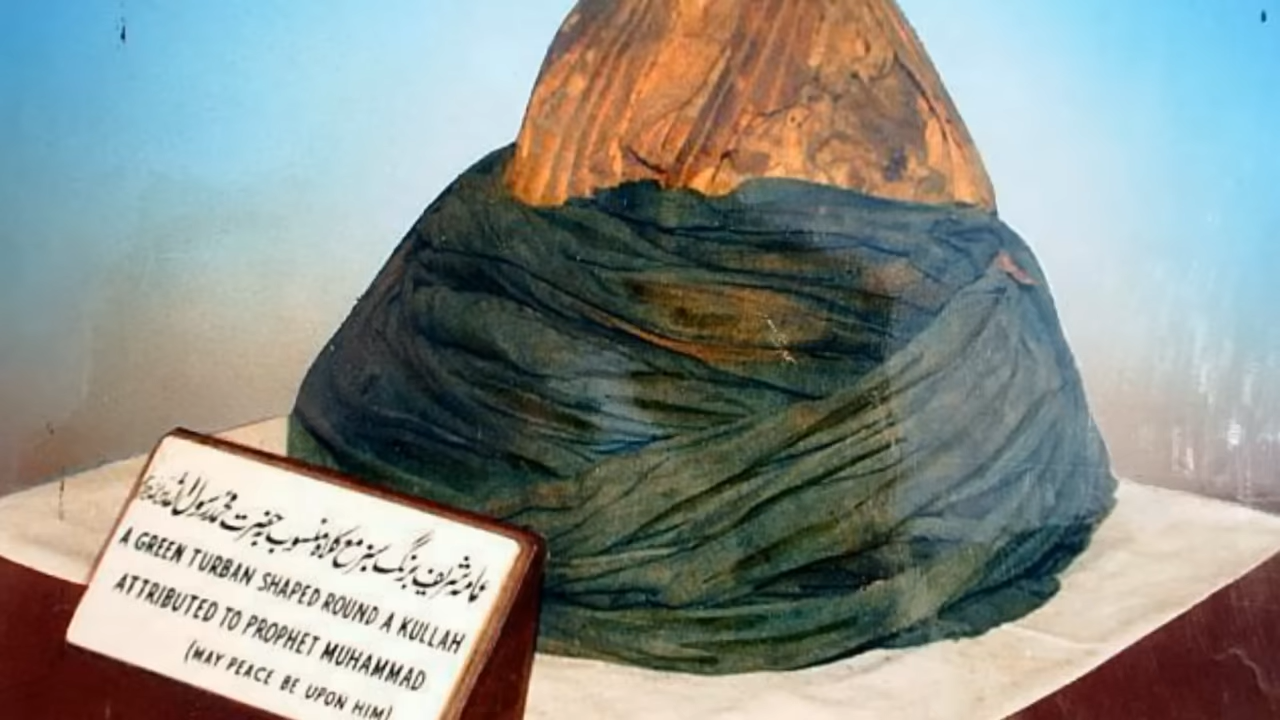 عمامہ شریف برنگ سبز مع کلاہ منسوب بحضرت محمد رسول اللہ
A GREEN TURBAN SHAPED ROUND A KULLAH
ATTRIBUTED TO PROPHET MUHAMMAD
(MAY PEACE BE UPON HIM)